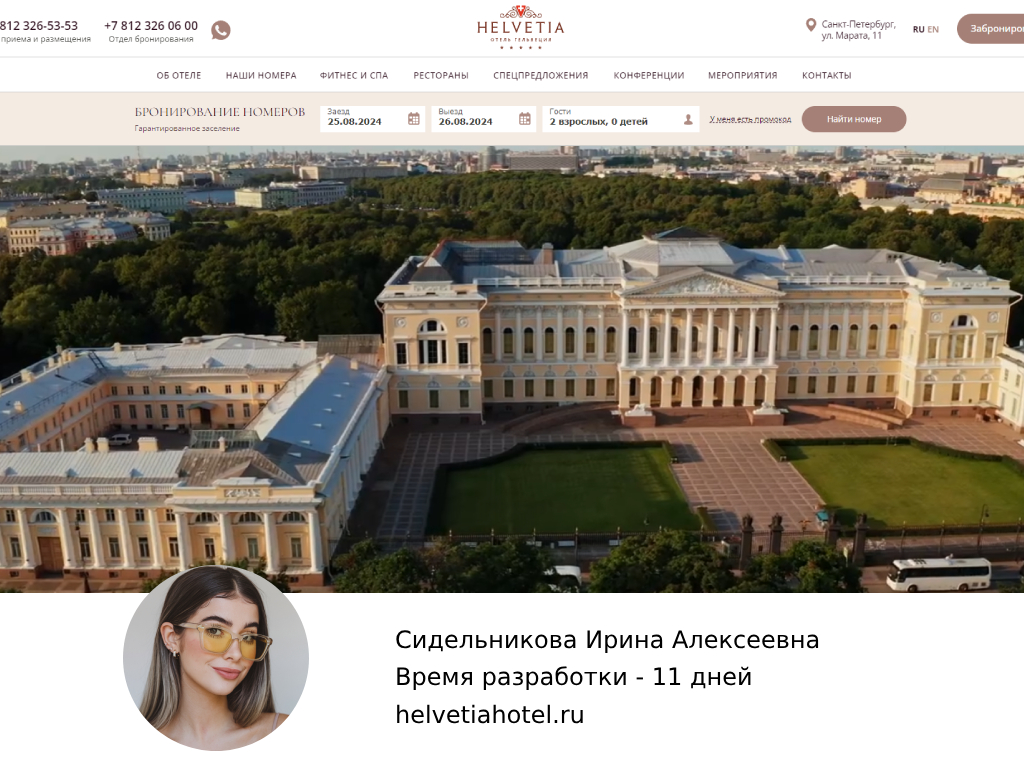 812 326-53-53
приема и размещения
+7 812 326 06 00
Отдел бронирования
HELVETIA
ОТЕЛЬ ГЕЛЬВЕЦИЯ
Санкт-Петербург,
ул. Марата, 11
RU EN
Заброниров
ОБ ОТЕЛЕ НАШИ НОМЕРА ФИТНЕС И СПА РЕСТОРАНЫ СПЕЦПРЕДЛОЖЕНИЯ КОНФЕРЕНЦИИ МЕРОПРИЯТИЯ КОНТАКТЫ
БРОНИРОВАНИЕ НОМЕРОВ
Гарантированное заселение
Заезд
25.08.2024
Выезд
26.08.2024
Гости
2 взрослых, 0 детей
У меня есть промокод
Найти номер
Сидельникова Ирина Алексеевна
Время разработки - 11 дней
helvetiahotel.ru